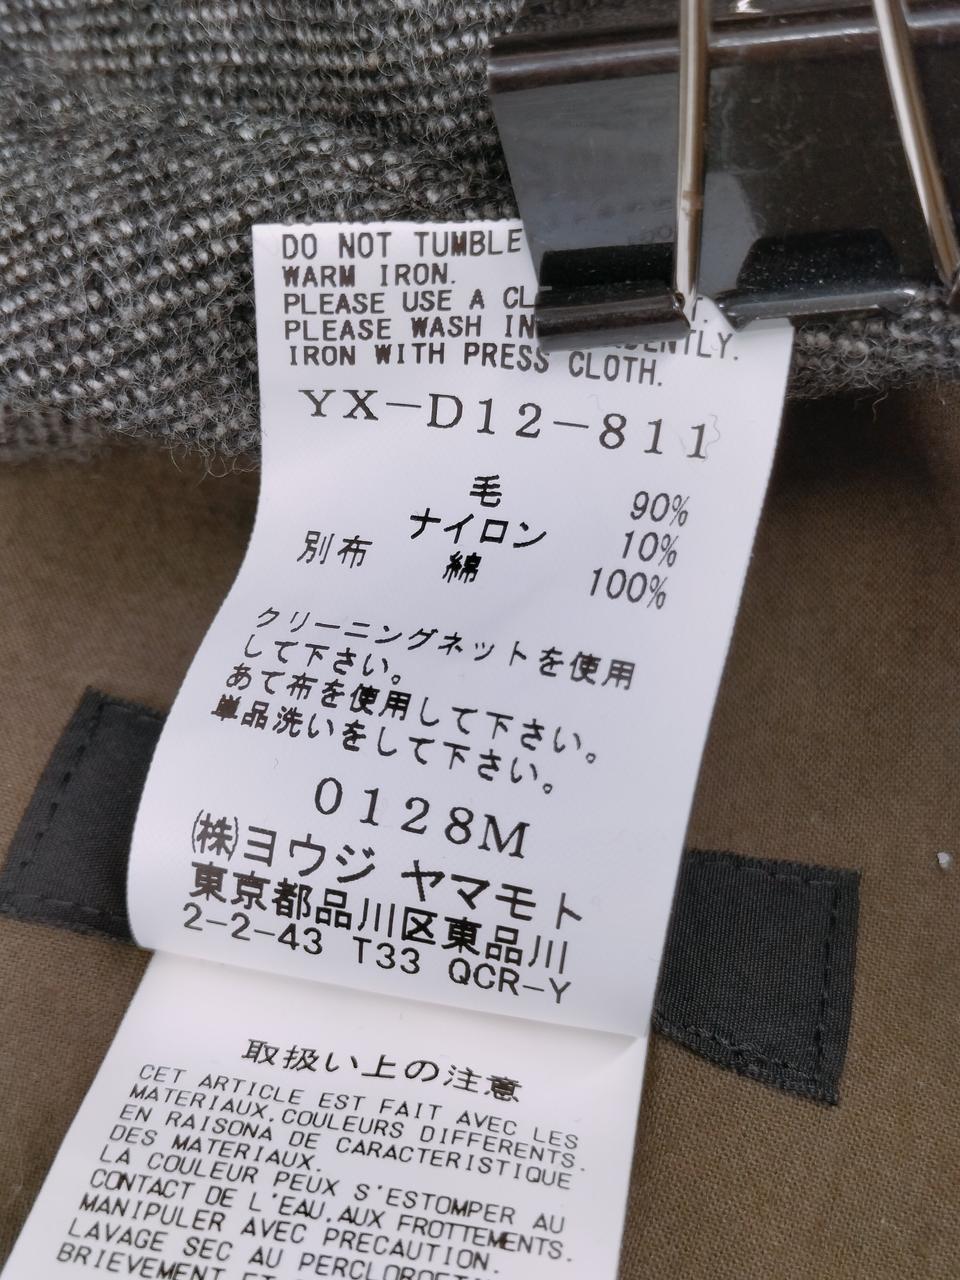 DO NOT TUMBLE
WARM IRON.
PLEASE USE A
PLEASE WASH
IRON WITH PRESS CLOTH.
YX-D12-811
毛 90%
ナイロン 10%
別布 綿 100%
クリーニングネットを使用
して下さい。
あて布を使用して下さい。
単品洗いをして下さい。
0128M
㈱ヨウジ ヤマモト
東京都品川区東品川
2-2-43 T33 QCR-Y
取扱い上の注意
CET ARTICLE EST FAIT AVEC LES
MATERIAUX,COULEURS DIFFERENTS.
EN RAISONA DE CARACTERISTIQUE
DES MATERIAUX.
LA COULEUR PEUX S'ESTOMPER AU
CONTACT DE L'EAU,AUX FROTTEMENTS.
MANIPULER AVEC PRECAUTION.
LAVAGE SEC AU
BRIEVEMENT ET